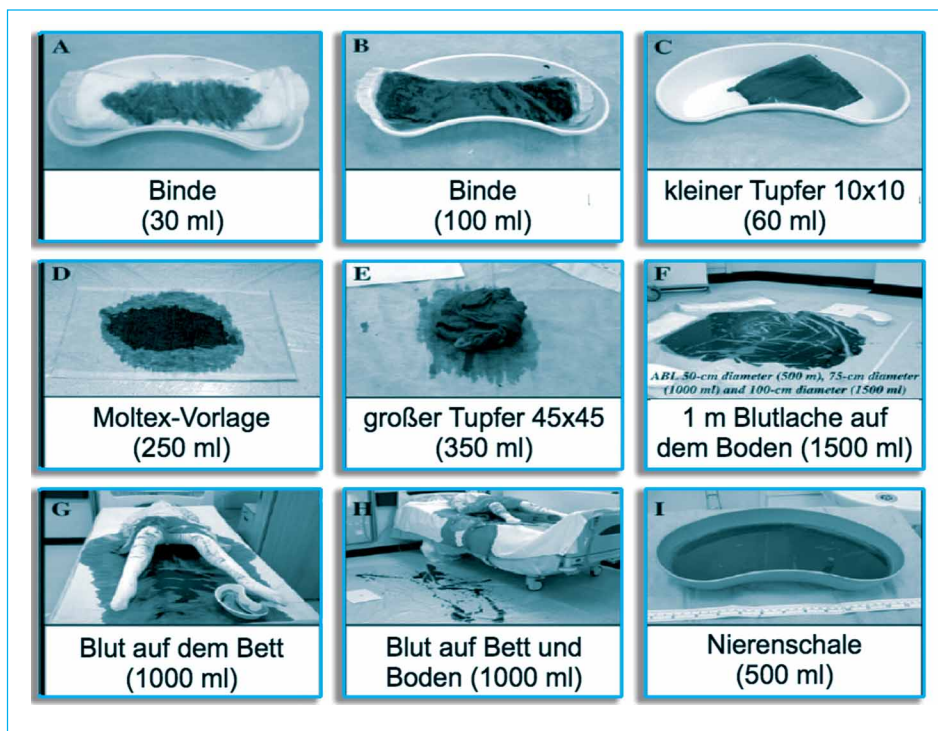 A
Binde
(30 ml)
B
Binde
(100 ml)
C
kleiner Tupfer 10x10
(60 ml)
D
Moltex-Vorlage
(250 ml)
E
großer Tupfer 45x45
(350 ml)
F
ABL 50-cm diameter (500 m), 75-cm diameter
(1000 ml) and 100-cm diameter (1500 ml)
1 m Blutlache auf
dem Boden (1500 ml)
G
Blut auf dem Bett
(1000 ml)
H
Blut auf Bett und
Boden (1000 ml)
I
Nierenschale
(500 ml)